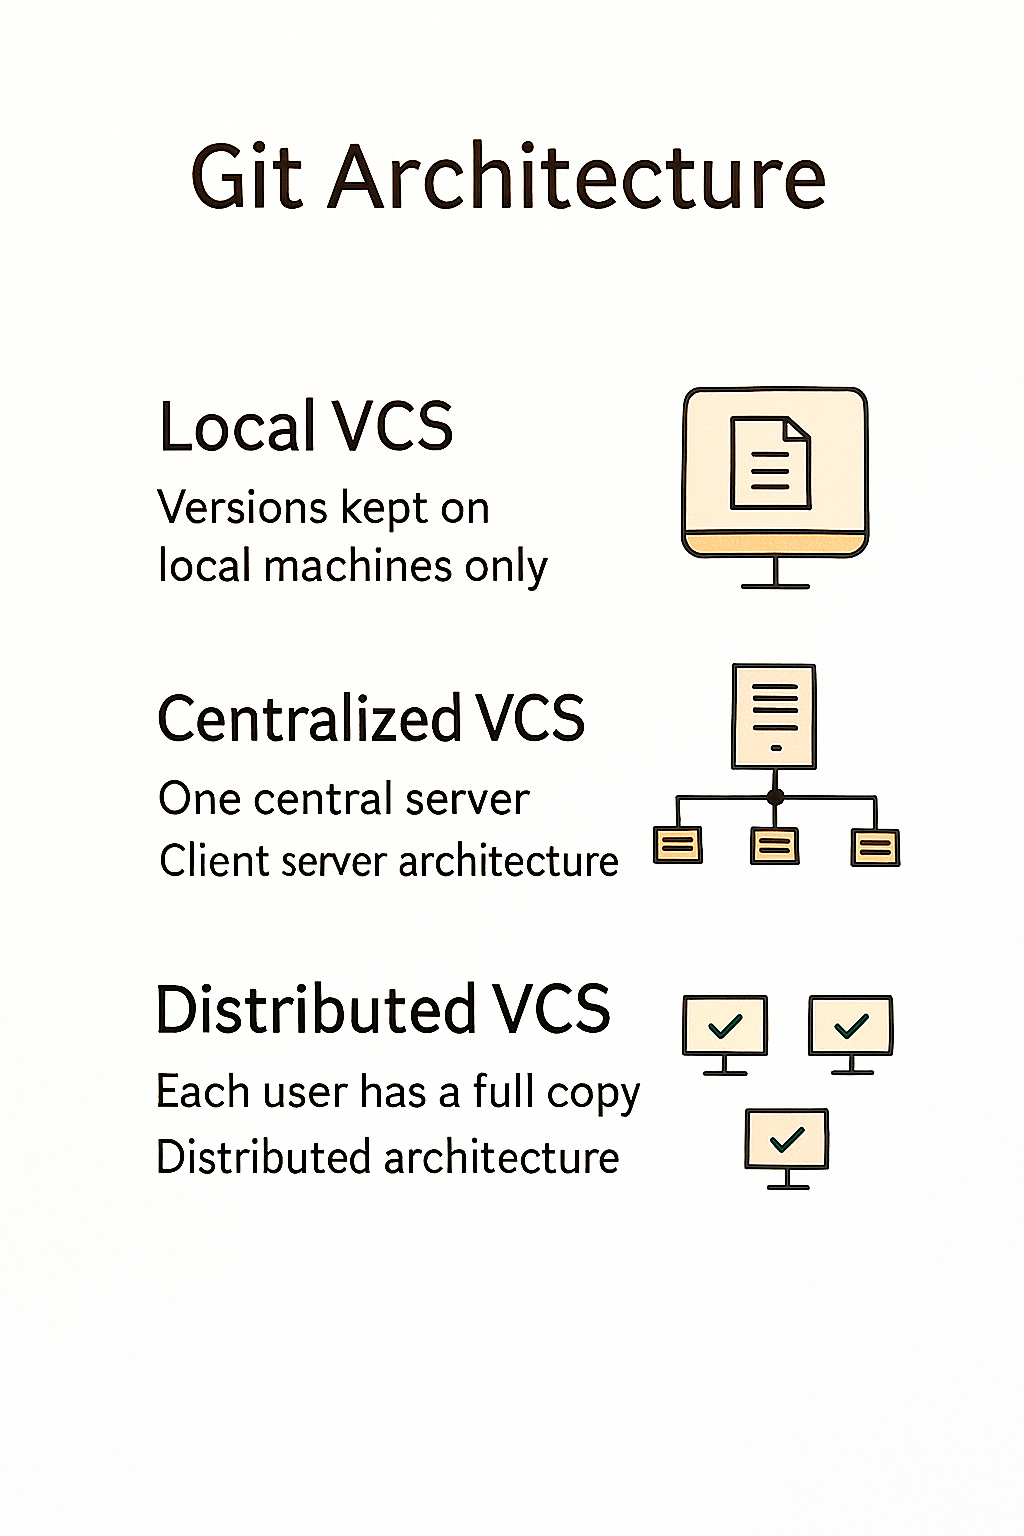 Git Architecture
Local VCS
Versions kept on
local machines only
Centralized VCS
One central server
Client server architecture
Distributed VCS
Each user has a full copy
Distributed architecture